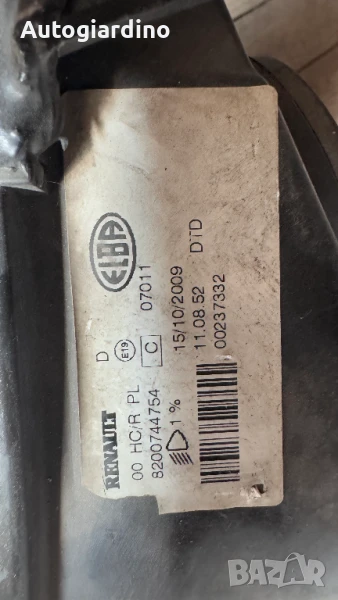 Autogiardino
ELBA
RENAULT D
00 HC/R PL E19
8200744754- C 07011
1% 15/10/2009
11.08.52 DTD
00237332
BAZAR